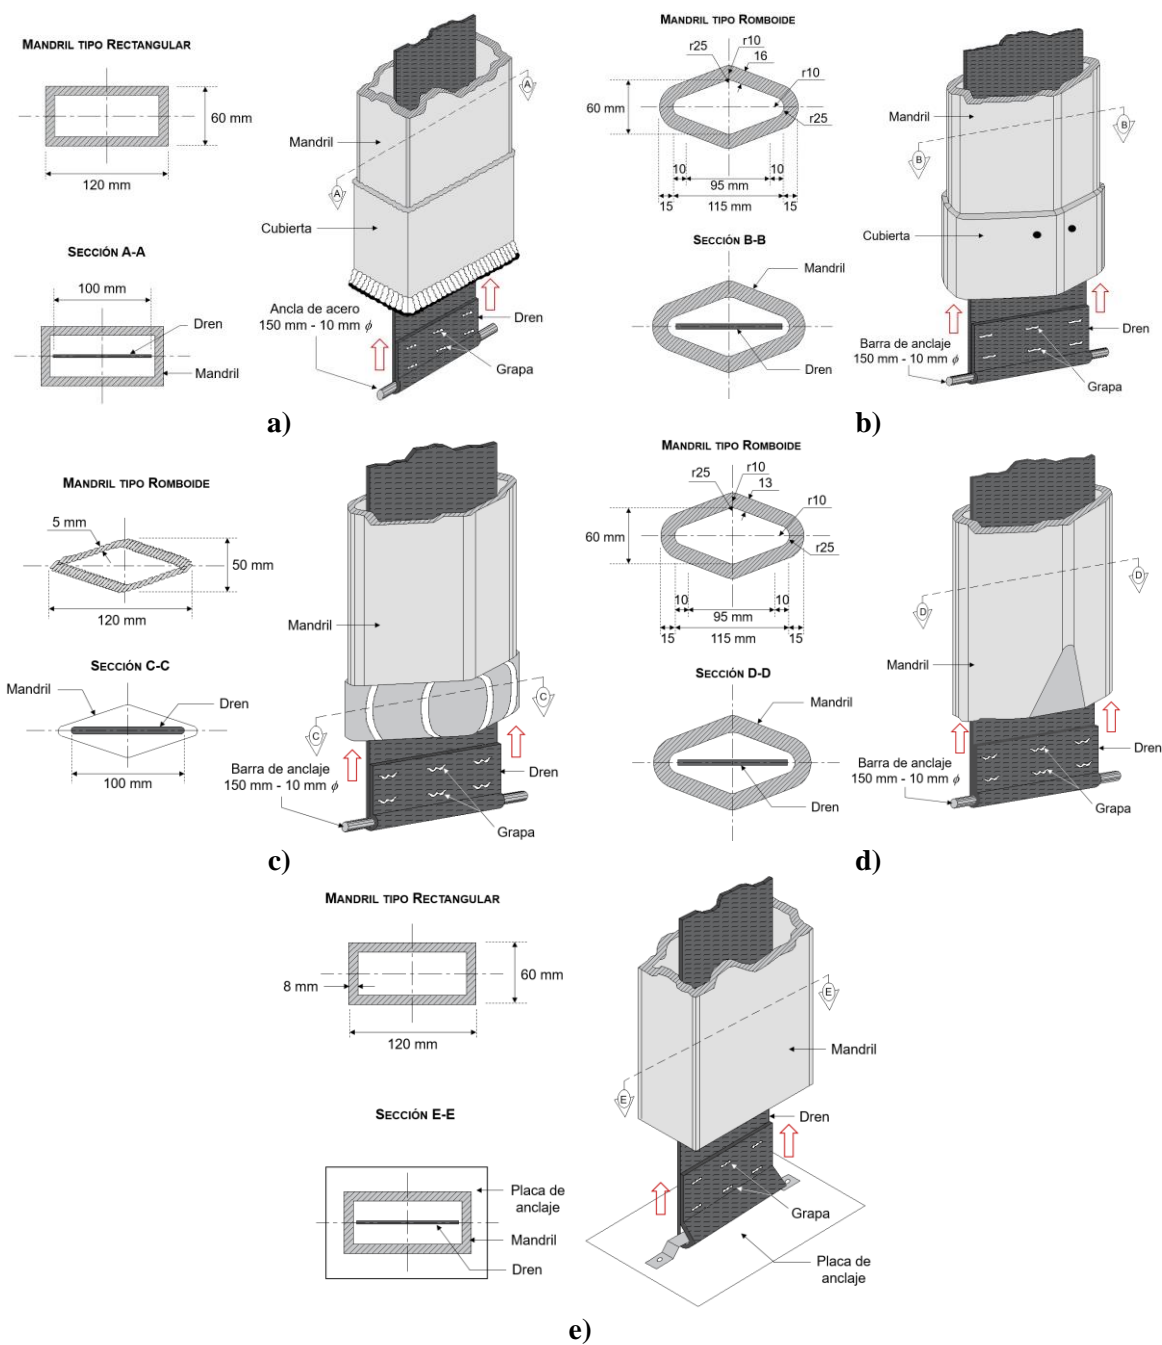 MANDRIL TIPO RECTANGULAR
60 mm
120 mm
SECCIÓN A-A
100 mm
Dren
Mandril
Mandril
Cubierta
A
A
Ancla de acero
150 mm - 10 mm ϕ
Dren
Grapa
a)
MANDRIL TIPO ROMBOIDE
r25
r10
16
r10
60 mm
r25
10
10
95 mm
15
115 mm
15
SECCIÓN B-B
Mandril
Dren
Mandril
B
B
Cubierta
Barra de anclaje
150 mm - 10 mm ϕ
Dren
Grapa
b)
MANDRIL TIPO ROMBOIDE
5 mm
50 mm
120 mm
SECCIÓN C-C
Mandril
Dren
100 mm
Mandril
C
C
Barra de anclaje
150 mm - 10 mm ϕ
Dren
Grapa
c)
MANDRIL TIPO ROMBOIDE
r25
r10
13
r10
60 mm
r25
10
10
95 mm
15
115 mm
15
SECCIÓN D-D
Mandril
Dren
D
D
Mandril
Barra de anclaje
150 mm - 10 mm ϕ
Dren
Grapa
d)
MANDRIL TIPO RECTANGULAR
60 mm
8 mm
120 mm
SECCIÓN E-E
Placa de
anclaje
Mandril
Dren
E
E
Mandril
Dren
Grapa
Placa de
anclaje
e)